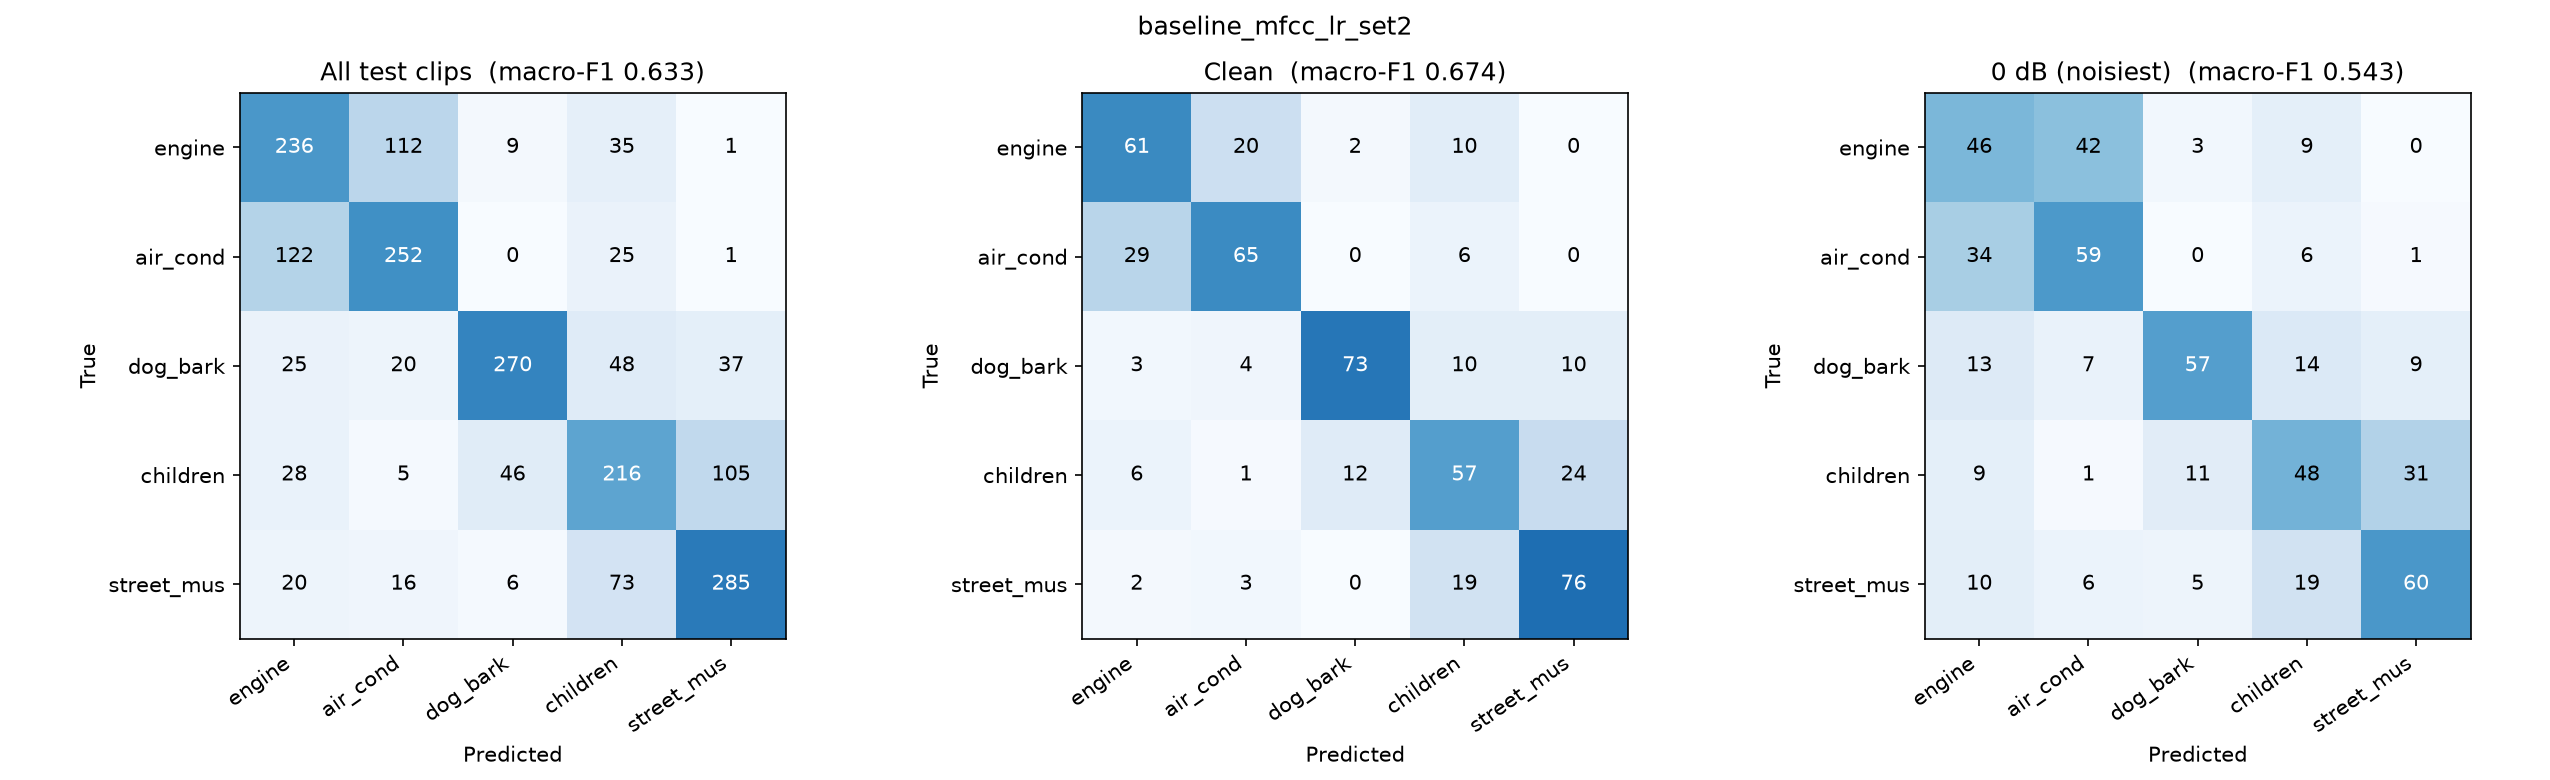 baseline_mfcc_lr_set2
All test clips (macro-F1 0.633)
True
engine 236 112 9 35 1
air_cond 122 252 0 25 1
dog_bark 25 20 270 48 37
children 28 5 46 216 105
street_mus 20 16 6 73 285
engine air_cond dog_bark children street_mus
Predicted
Clean (macro-F1 0.674)
True
engine 61 20 2 10 0
air_cond 29 65 0 6 0
dog_bark 3 4 73 10 10
children 6 1 12 57 24
street_mus 2 3 0 19 76
engine air_cond dog_bark children street_mus
Predicted
0 dB (noisiest) (macro-F1 0.543)
True
engine 46 42 3 9 0
air_cond 34 59 0 6 1
dog_bark 13 7 57 14 9
children 9 1 11 48 31
street_mus 10 6 5 19 60
engine air_cond dog_bark children street_mus
Predicted